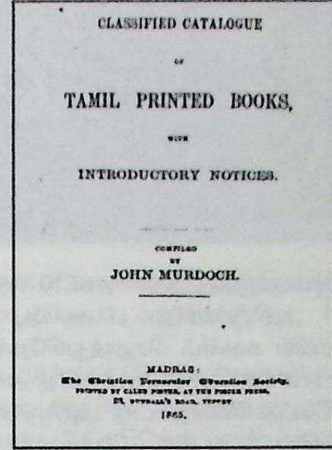 CLASSIFIED CATALOGUE
OF
TAMIL PRINTED BOOKS,
WITH
INTRODUCTORY NOTICES.
COMPILED
BY
JOHN MURDOCH.
MADRAS:
The Christian Vernacular Education Society.
PRINTED BY CALEB FOSTER, AT THE FOSTER PRESS,
23, RUNDALL'S ROAD, VEPERY.
1865.